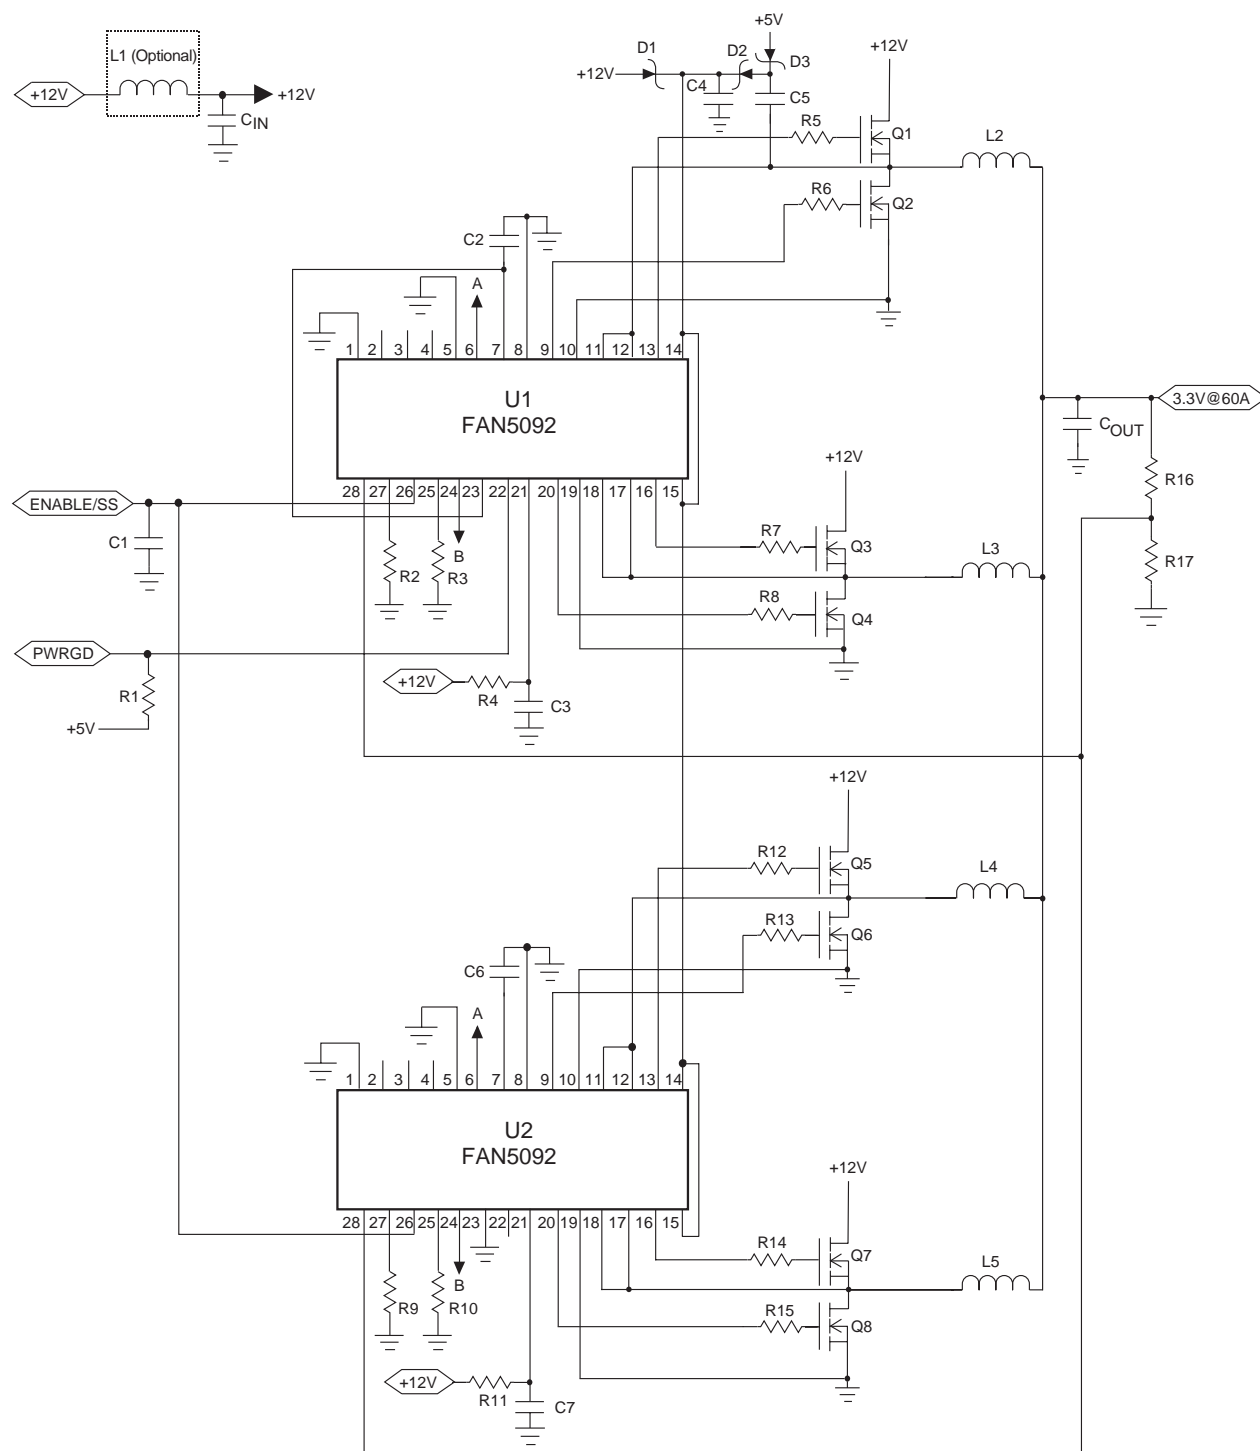 L1 (Optional)
+12V
+12V
CIN
+5V
D1
D2
D3
+12V
+12V
C4
C5
R5
Q1
L2
R6
Q2
C2
A
1 2 3 4 5 6 7 8 9 10 11 12 13 14
U1
FAN5092
3.3V@60A
COUT
+12V
28 27 26 25 24 23 22 21 20 19 18 17 16 15
ENABLE/SS
C1
R2
R3
B
R7
Q3
L3
R16
R17
R8
Q4
PWRGD
R1
+5V
+12V
R4
C3
+12V
R12
Q5
L4
R13
Q6
C6
A
1 2 3 4 5 6 7 8 9 10 11 12 13 14
U2
FAN5092
+12V
28 27 26 25 24 23 22 21 20 19 18 17 16 15
R9
R10
B
R14
Q7
L5
R15
Q8
+12V
R11
C7